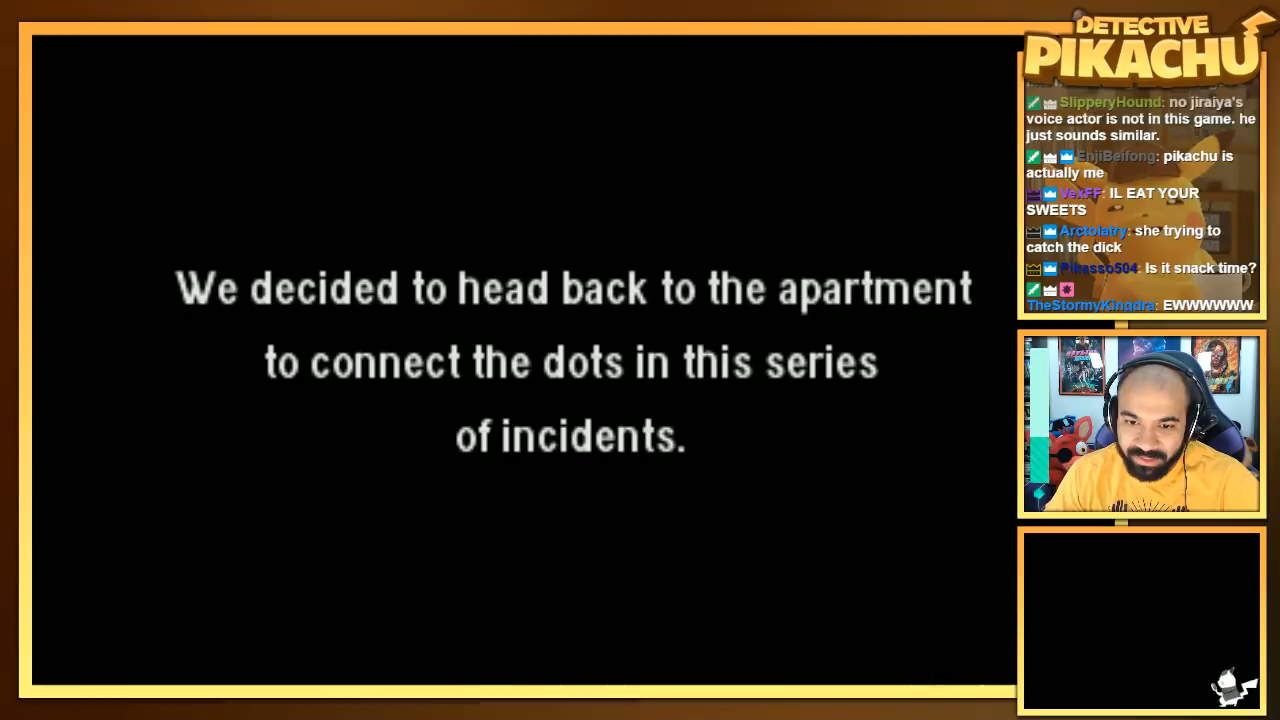 DETECTIVE
PIKACHU
SlipperyHound: no jiraiya's
voice actor is not in this game. he
just sounds similar.
EnjiBeifong: pikachu is
actually me
VexFF: IL EAT YOUR
SWEETS
Arctolatry: she trying to
catch the dick
Pikasso504: Is it snack time?
TheStormyKingdra: EWWWWWW
We decided to head back to the apartment
to connect the dots in this series
of incidents.